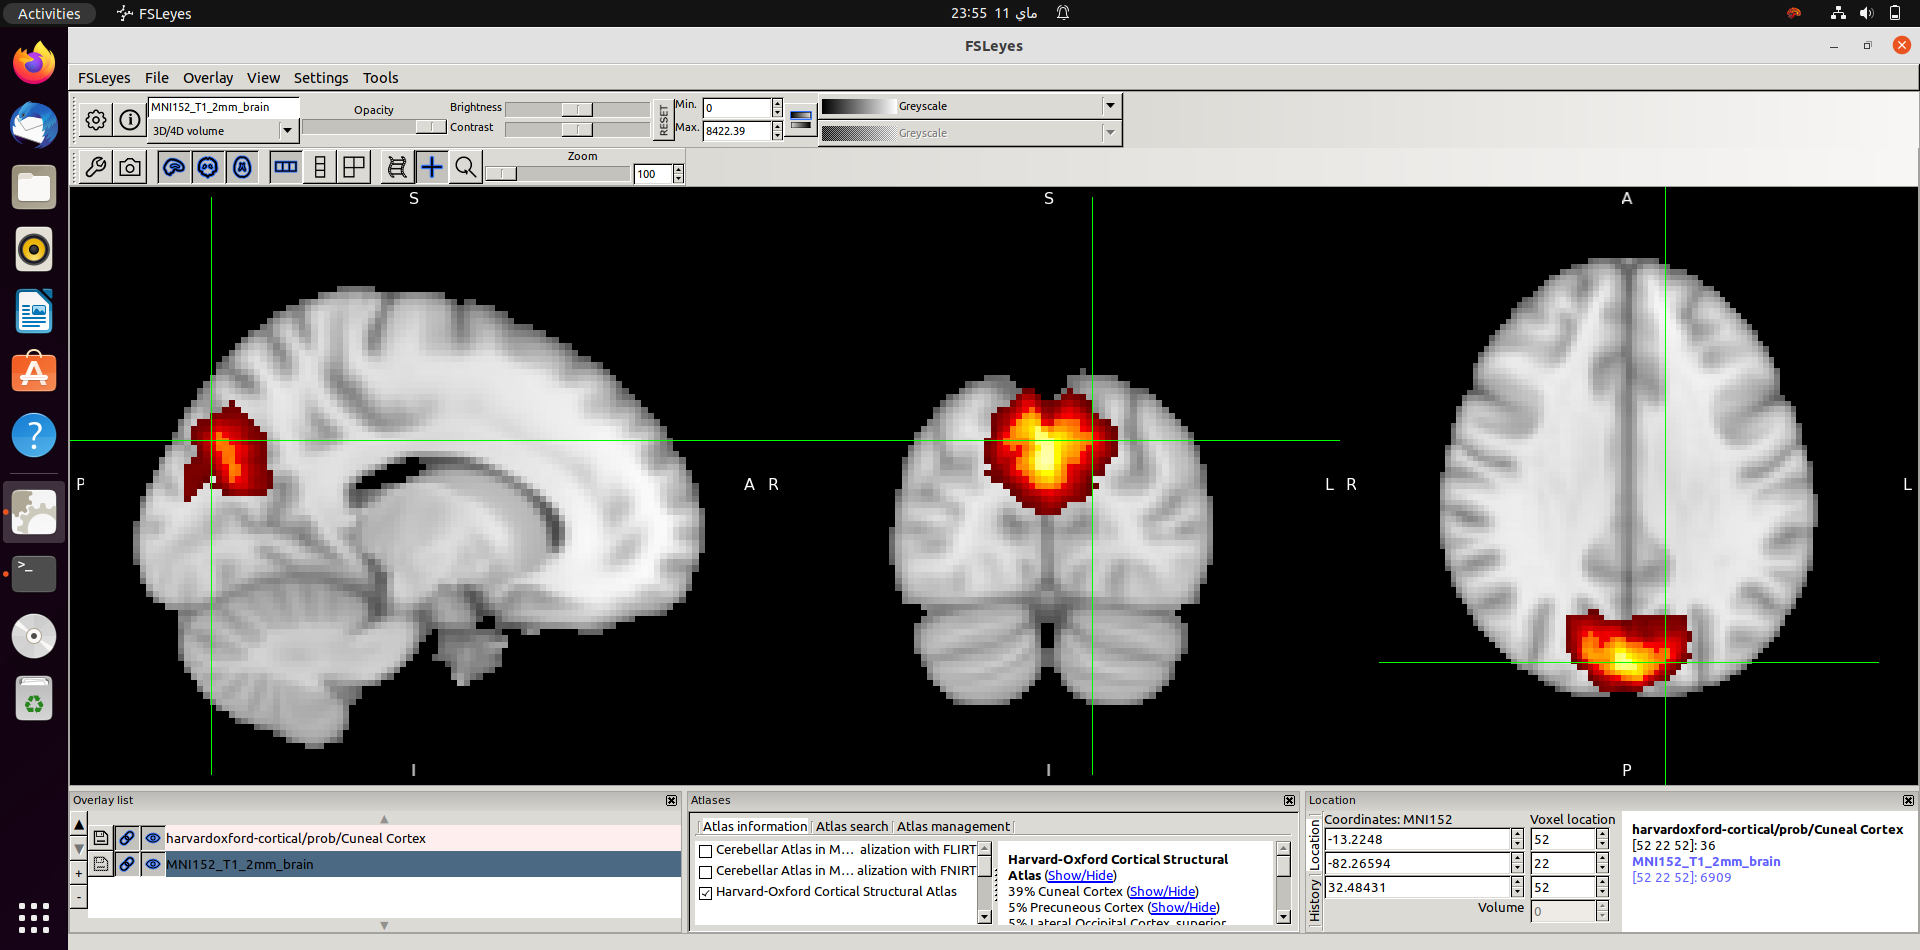 Activities
FSLeyes
23:55 11 ماي
FSLeyes
FSLeyes File Overlay View Settings Tools
MNI152_T1_2mm_brain
3D/4D volume
Opacity
Brightness
Contrast
RESET
Min. 0
Max. 8422.39
Greyscale
Greyscale
Zoom
100
S
P
A
I
S
R
L
I
A
R
L
P
Overlay list
harvardoxford-cortical/prob/Cuneal Cortex
MNI152_T1_2mm_brain
+
-
Atlases
Atlas information Atlas search Atlas management
Cerebellar Atlas in M... alization with FLIRT
Cerebellar Atlas in M... alization with FNIRT
Harvard-Oxford Cortical Structural Atlas
Harvard-Oxford Cortical Structural
Atlas (Show/Hide)
39% Cuneal Cortex (Show/Hide)
5% Precuneous Cortex (Show/Hide)
5% Lateral Occipital Cortex, superior
Location
Location
History
Coordinates: MNI152 Voxel location
-13.2248 52
-82.26594 22
32.48431 52
Volume 0
harvardoxford-cortical/prob/Cuneal Cortex
[52 22 52]: 36
MNI152_T1_2mm_brain
[52 22 52]: 6909